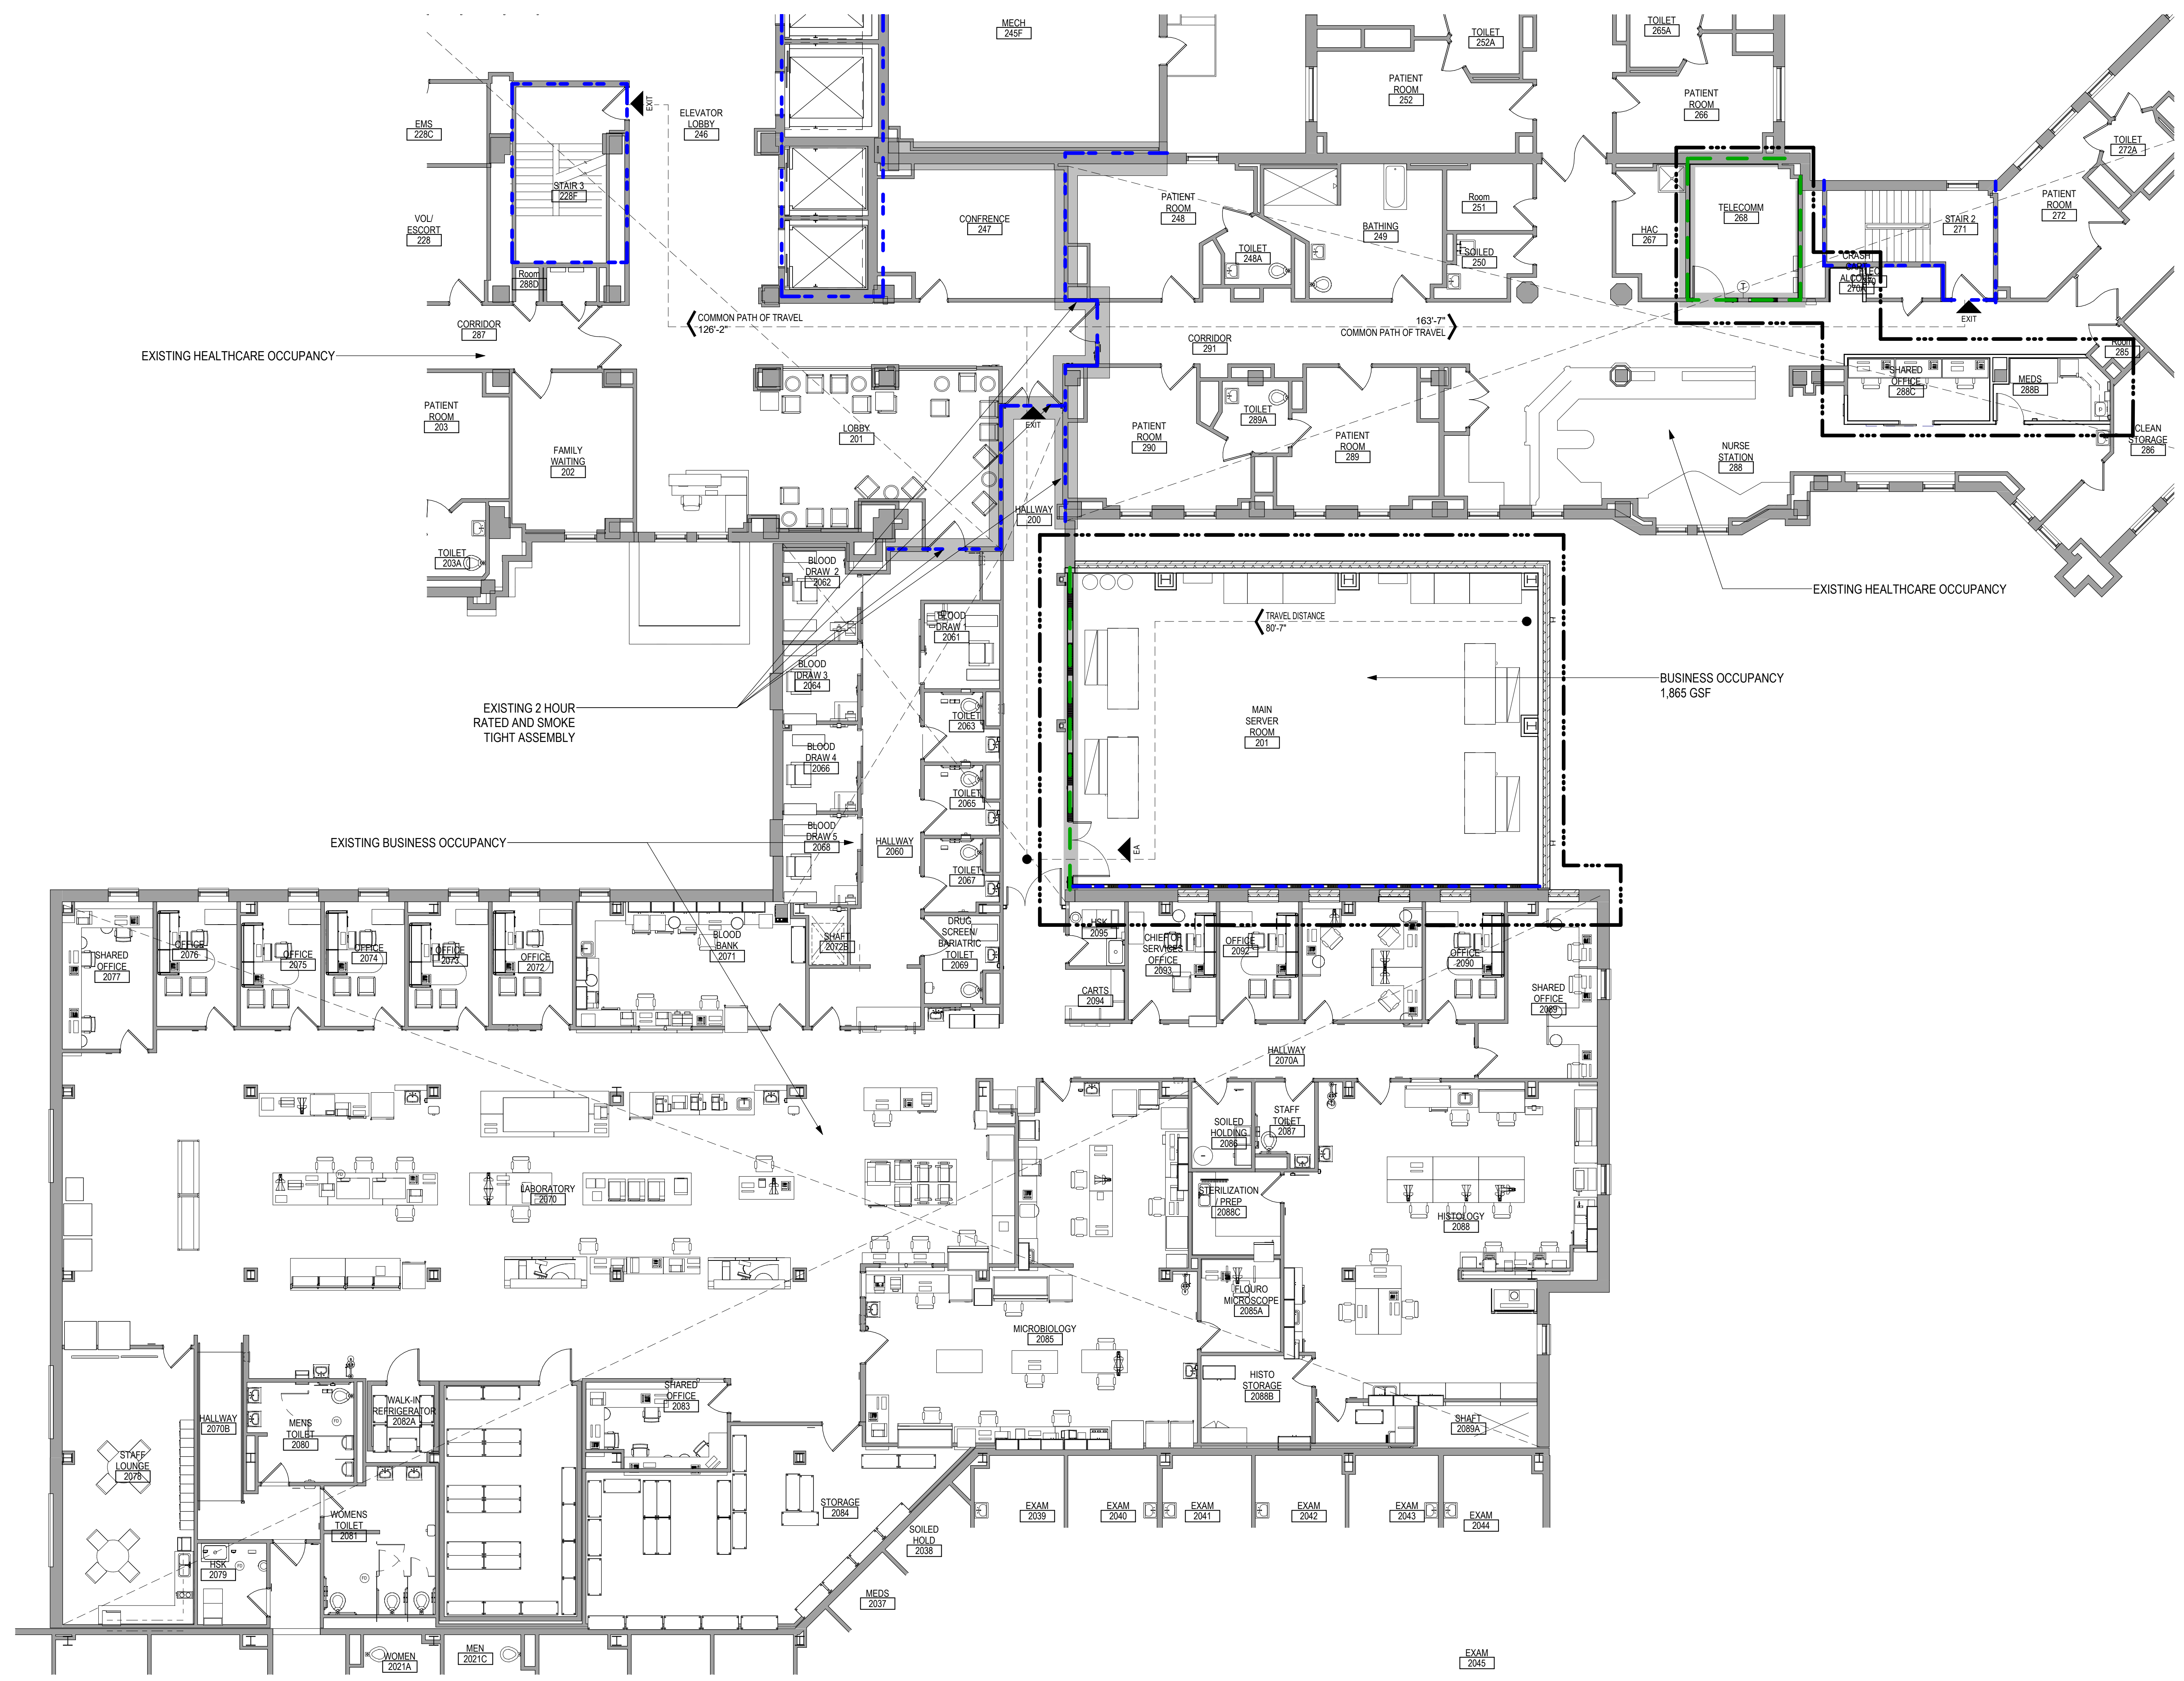 MECH
245F
TOILET
252A
TOILET
265A
PATIENT
ROOM
252
PATIENT
ROOM
266
EMS
228C
EXIT
ELEVATOR
LOBBY
246
TOILET
272A
STAIR 3
228F
VOL/
ESCORT
228
CONFRENCE
247
PATIENT
ROOM
248
TOILET
248A
BATHING
249
Room
251
SOILED
250
HAC
267
TELECOMM
268
STAIR 2
271
PATIENT
ROOM
272
CRASH
ALCOVE
270A
Room
288D
CORRIDOR
287
COMMON PATH OF TRAVEL
126'-2"
163'-7"
COMMON PATH OF TRAVEL
EXIT
CORRIDOR
291
Room
285
EXISTING HEALTHCARE OCCUPANCY
PATIENT
ROOM
203
FAMILY
WAITING
202
LOBBY
201
EXIT
PATIENT
ROOM
290
TOILET
289A
PATIENT
ROOM
289
SHARED
OFFICE
288C
MEDS
288B
NURSE
STATION
288
CLEAN
STORAGE
286
HALLWAY
200
TOILET
203A
BLOOD
DRAW 2
2062
EXISTING HEALTHCARE OCCUPANCY
BLOOD
DRAW 1
2061
TRAVEL DISTANCE
80'-7"
BLOOD
DRAW 3
2064
EXISTING 2 HOUR
RATED AND SMOKE
TIGHT ASSEMBLY
TOILET
2063
MAIN
SERVER
ROOM
201
BUSINESS OCCUPANCY
1,865 GSF
BLOOD
DRAW 4
2066
TOILET
2065
BLOOD
DRAW 5
2068
EXISTING BUSINESS OCCUPANCY
HALLWAY
2060
EA
TOILET
2067
SHARED
OFFICE
2077
OFFICE
2076
OFFICE
2075
OFFICE
2074
OFFICE
2073
OFFICE
2072
BLOOD
BANK
2071
SHAFT
2072B
DRUG
SCREEN/
BARIATRIC
TOILET
2069
HSK
2095
CHIEF OF
SERVICES
OFFICE
2093
OFFICE
2092
OFFICE
2090
CARTS
2094
SHARED
OFFICE
2089
HALLWAY
2070A
SOILED
HOLDING
2086
STAFF
TOILET
2087
LABORATORY
2070
STERILIZATION
/ PREP
2088C
HISTOLOGY
2088
FLOURO
MICROSCOPE
2085A
MICROBIOLOGY
2085
HISTO
STORAGE
2088B
SHAFT
2089A
HALLWAY
2070B
MENS
TOILET
2080
WALK-IN
REFRIGERATOR
2082A
SHARED
OFFICE
2083
STAFF
LOUNGE
2078
WOMENS
TOILET
2081
STORAGE
2084
SOILED
HOLD
2038
EXAM
2039
EXAM
2040
EXAM
2041
EXAM
2042
EXAM
2043
EXAM
2044
HSK
2079
MEDS
2037
WOMEN
2021A
MEN
2021C
EXAM
2045